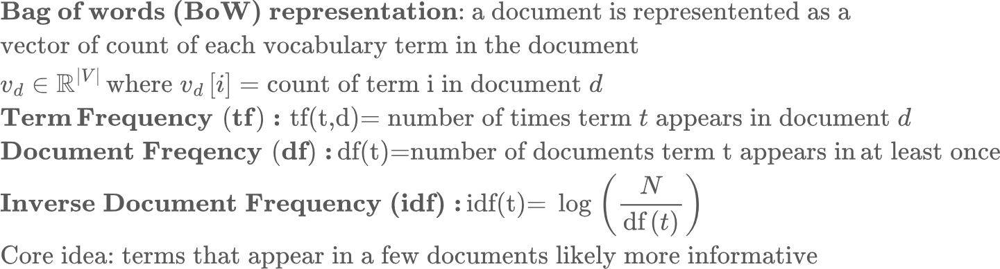 Bag of words (BoW) representation: a document is representented as a
vector of count of each vocabulary term in the document
$v_d \in \mathbb{R}^{|V|}$ where $v_d\,[i]$ = count of term i in document $d$
Term Frequency (tf) : tf(t,d)= number of times term $t$ appears in document $d$
Document Freqency (df) : df(t)=number of documents term t appears in at least once
Inverse Document Frequency (idf) : idf(t)= $\log\left(\frac{N}{\mathrm{df}(t)}\right)$
Core idea: terms that appear in a few documents likely more informative